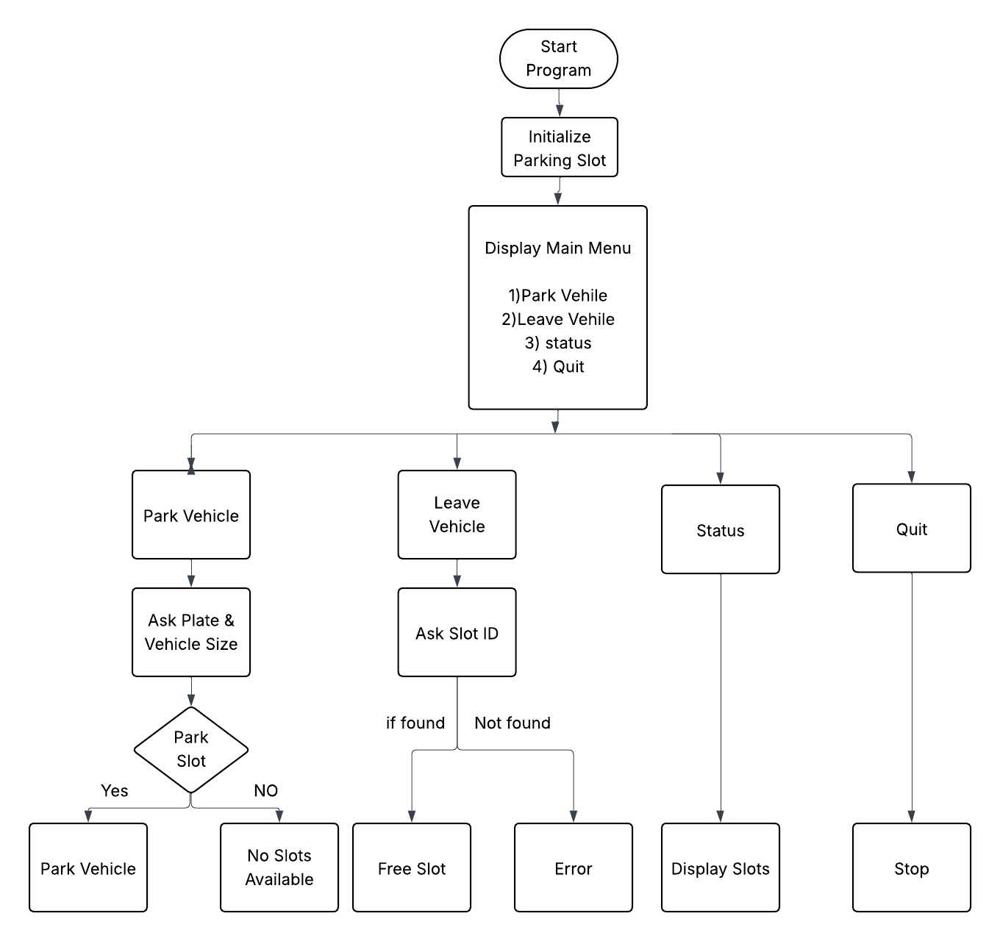 Start
Program
Initialize
Parking Slot
Display Main Menu
1)Park Vehile
2)Leave Vehile
3) status
4) Quit
Park Vehicle
Leave
Vehicle
Status
Quit
Ask Plate &
Vehicle Size
Ask Slot ID
if found
Not found
Park
Slot
Yes
NO
Park Vehicle
No Slots
Available
Free Slot
Error
Display Slots
Stop